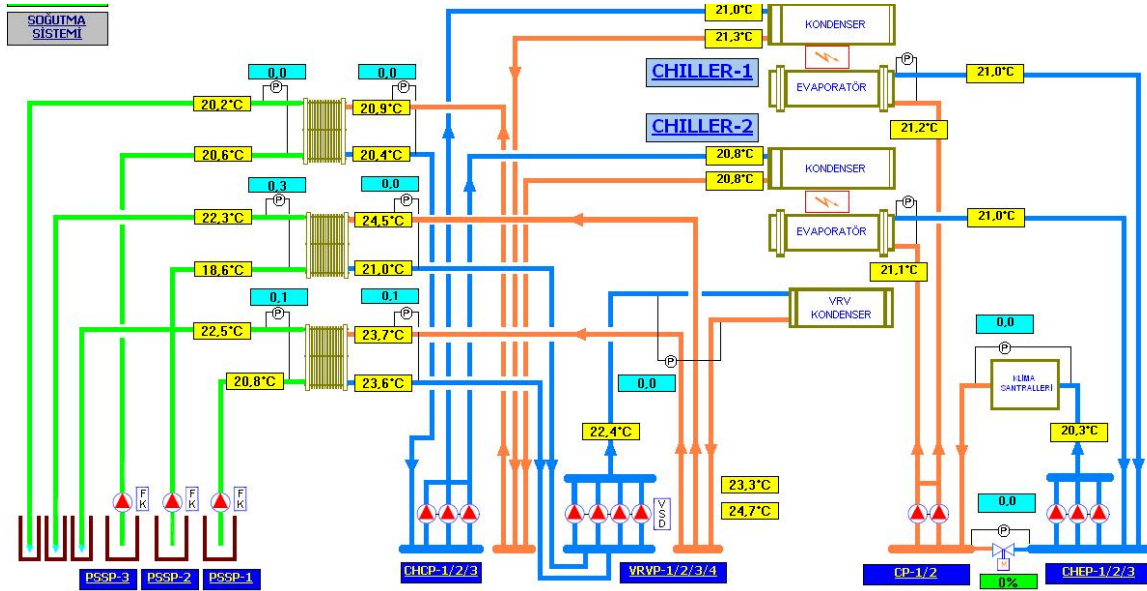 SOĞUTMA
SİSTEMİ
21,0°C
KONDENSER
21,3°C
0,0
0,0
P
P
CHILLER-1
P
21,0°C
EVAPORATÖR
20,2°C
20,9°C
21,2°C
CHILLER-2
20,6°C
20,4°C
20,8°C
KONDENSER
20,8°C
0,3
0,0
P
P
P
22,3°C
24,5°C
21,0°C
EVAPORATÖR
18,6°C
21,0°C
21,1°C
0,1
0,1
P
P
VRV
KONDENSER
22,5°C
23,7°C
0,0
P
P
20,8°C
23,6°C
0,0
KLİMA
SANTRALLERİ
22,4°C
20,3°C
23,3°C
F
K
F
K
F
K
V
S
D
24,7°C
0,0
P
M
PSSP-3
PSSP-2
PSSP-1
CHCP-1/2/3
VRVP-1/2/3/4
CP-1/2
0%
CHEP-1/2/3